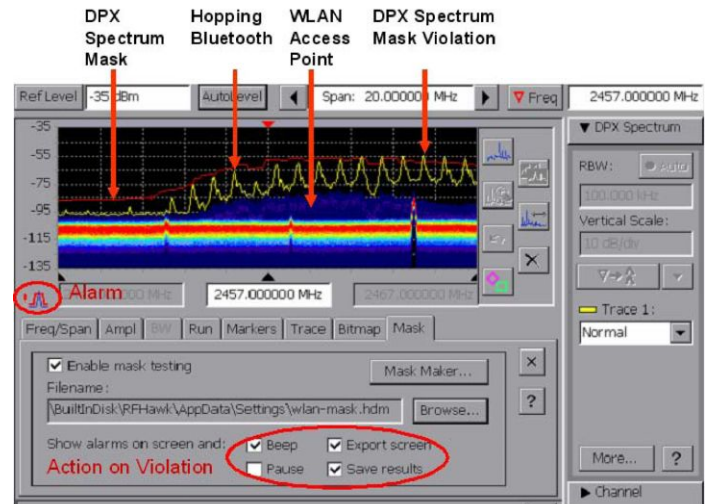 DPX Spectrum Mask
Hopping Bluetooth
WLAN Access Point
DPX Spectrum Mask Violation
Ref Level -35 dBm AutoLevel Span: 20.000000 MHz Freq 2457.000000 MHz
-35
-55
-75
-95
-115
-135
DPX Spectrum
RBW: Auto
100.000 kHz
Vertical Scale:
10 dB/div
Trace 1:
Normal
More... ?
Channel
Alarm
MHz 2457.000000 MHz 2467.000000 MHz
Freq/Span Ampl BW Run Markers Trace Bitmap Mask
Enable mask testing
Mask Maker...
Filename:
\BuiltInDisk\RFHawk\AppData\Settings\wlan-mask.hdm Browse...
?
Show alarms on screen and: Beep Export screen
Action on Violation Pause Save results